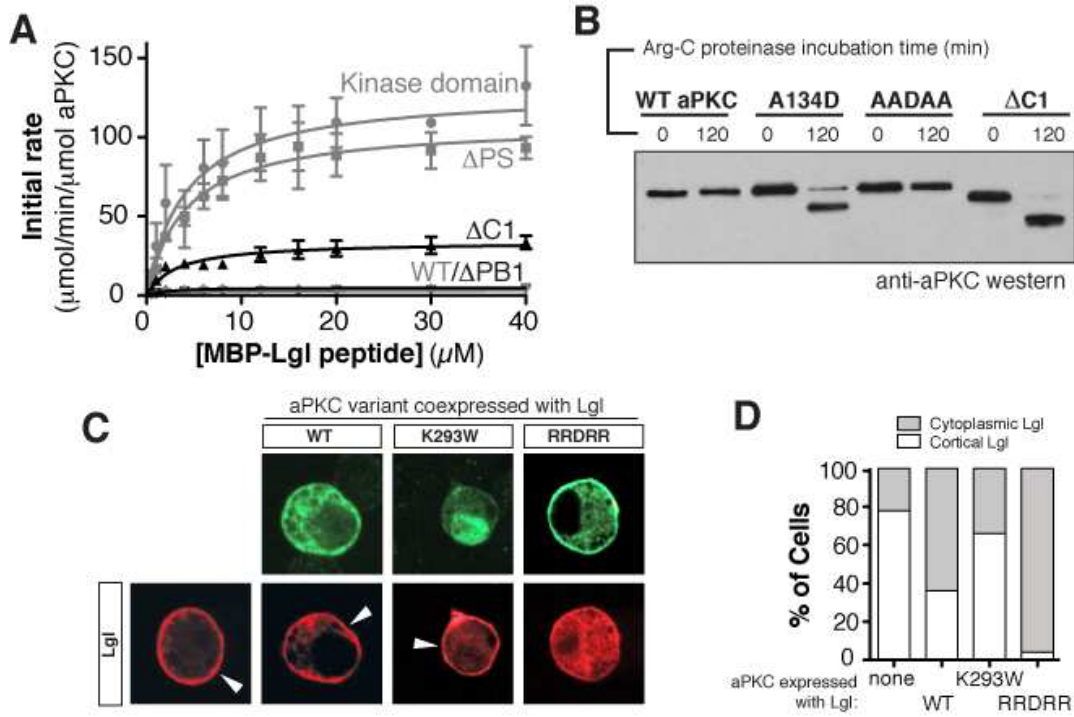 A
Initial rate
(μmol/min/μmol aPKC)
150
100
50
0
Kinase domain
ΔPS
ΔC1
WT/ΔPB1
0 10 20 30 40
[MBP-Lgl peptide] (μM)
B
Arg-C proteinase incubation time (min)
WT aPKC A134D AADAA ΔC1
0 120 0 120 0 120 0 120
anti-aPKC western
C
aPKC variant coexpressed with Lgl
WT K293W RRDRR
Lgl
D
Cytoplasmic Lgl
Cortical Lgl
% of Cells
100
80
60
40
20
0
none K293W
aPKC expressed
with Lgl: WT RRDRR